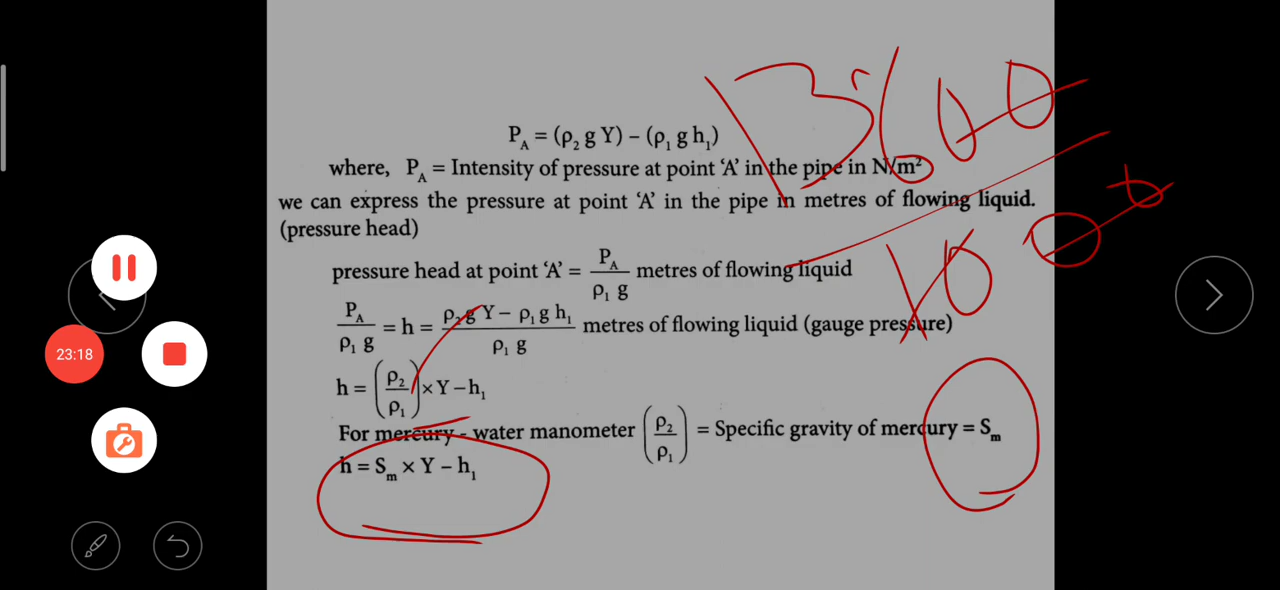 P_A = (ρ₂ g Y) – (ρ₁ g h₁)
where, P_A = Intensity of pressure at point ‘A’ in the pipe in N/m²
we can express the pressure at point ‘A’ in the pipe in metres of flowing liquid.
(pressure head)
pressure head at point ‘A’ = P_A / ρ₁ g metres of flowing liquid
P_A / ρ₁ g = h = ρ₂ g Y – ρ₁ g h₁ / ρ₁ g metres of flowing liquid (gauge pressure)
h = (ρ₂ / ρ₁) × Y – h₁
For mercury - water manometer (ρ₂ / ρ₁) = Specific gravity of mercury = S_m
h = S_m × Y – h₁
13600
1000
23:18